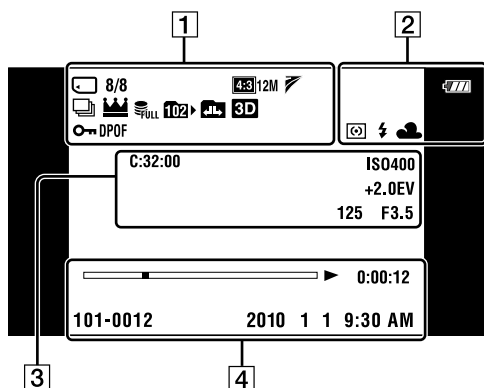 1 2
8/8 4:3 12M
FULL 102 3D
DPOF
C:32:00 ISO400
+2.0EV
125 F3.5
0:00:12
101-0012 2010 1 1 9:30 AM
3 4